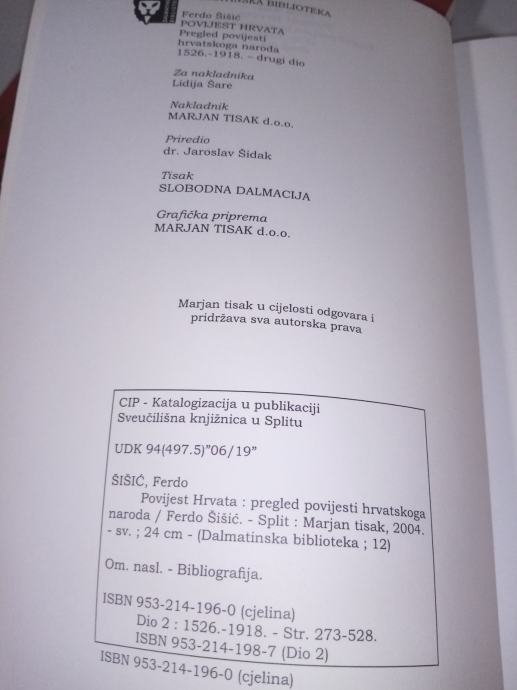 BIBLIOTEKA
Ferdo Šišić
POVIJEST HRVATA
Pregled povijesti
hrvatskoga naroda
1526.-1918. – drugi dio
Za nakladnika
Lidija Šare
Nakladnik
MARJAN TISAK d.o.o.
Priredio
dr. Jaroslav Šidak
Tisak
SLOBODNA DALMACIJA
Grafička priprema
MARJAN TISAK d.o.o.
Marjan tisak u cijelosti odgovara i
pridržava sva autorska prava
CIP - Katalogizacija u publikaciji
Sveučilišna knjižnica u Splitu
UDK 94(497.5)"06/19"
ŠIŠIĆ, Ferdo
Povijest Hrvata : pregled povijesti hrvatskoga
naroda / Ferdo Šišić. - Split : Marjan tisak, 2004.
- sv. ; 24 cm - (Dalmatinska biblioteka ; 12)
Om. nasl. - Bibliografija.
ISBN 953-214-196-0 (cjelina)
Dio 2 : 1526.-1918. - Str. 273-528.
ISBN 953-214-198-7 (Dio 2)
ISBN 953-214-196-0 (cjelina)